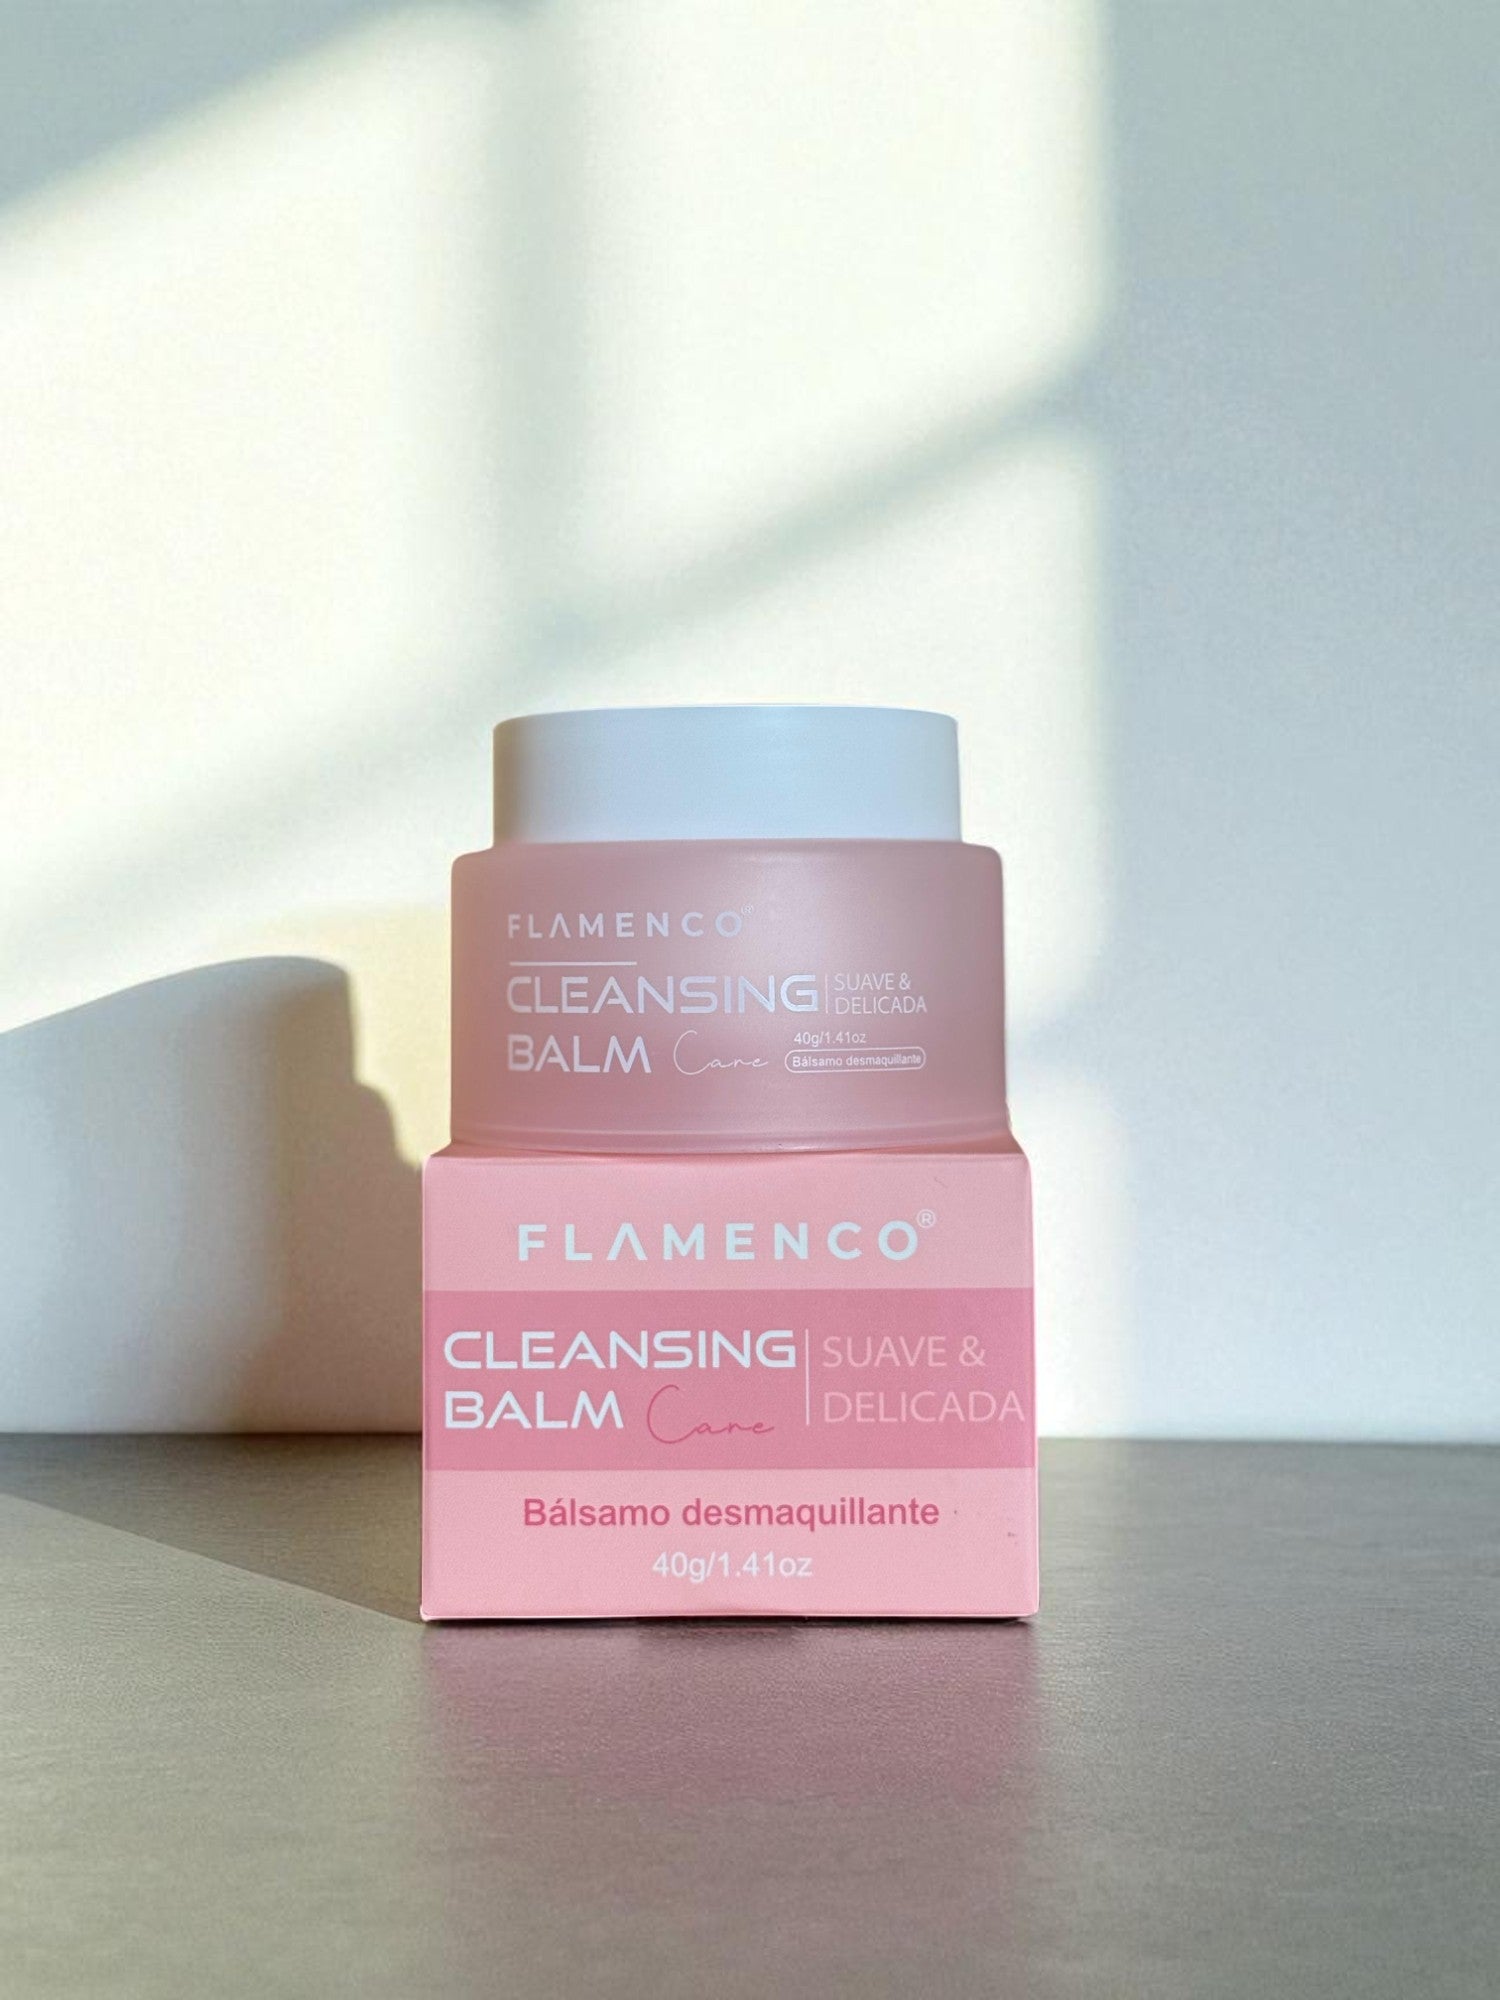 FLAMENCO®
CLEANSING
BALM Care
SUAVE &
DELICADA
40g/1.41oz
Bálsamo desmaquillante
FLAMENCO®
CLEANSING
BALM Care
SUAVE &
DELICADA
Bálsamo desmaquillante
40g/1.41oz